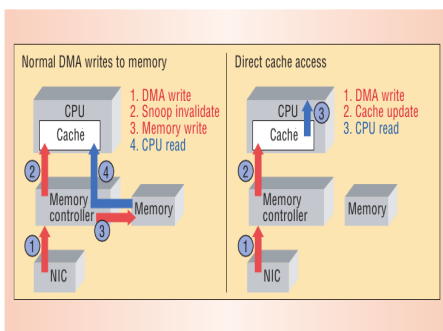 Normal DMA writes to memory
1. DMA write
2. Snoop invalidate
3. Memory write
4. CPU read
CPU
Cache
2
4
Memory
controller
Memory
3
1
NIC
Direct cache access
1. DMA write
2. Cache update
3. CPU read
CPU
3
Cache
2
Memory
controller
Memory
1
NIC